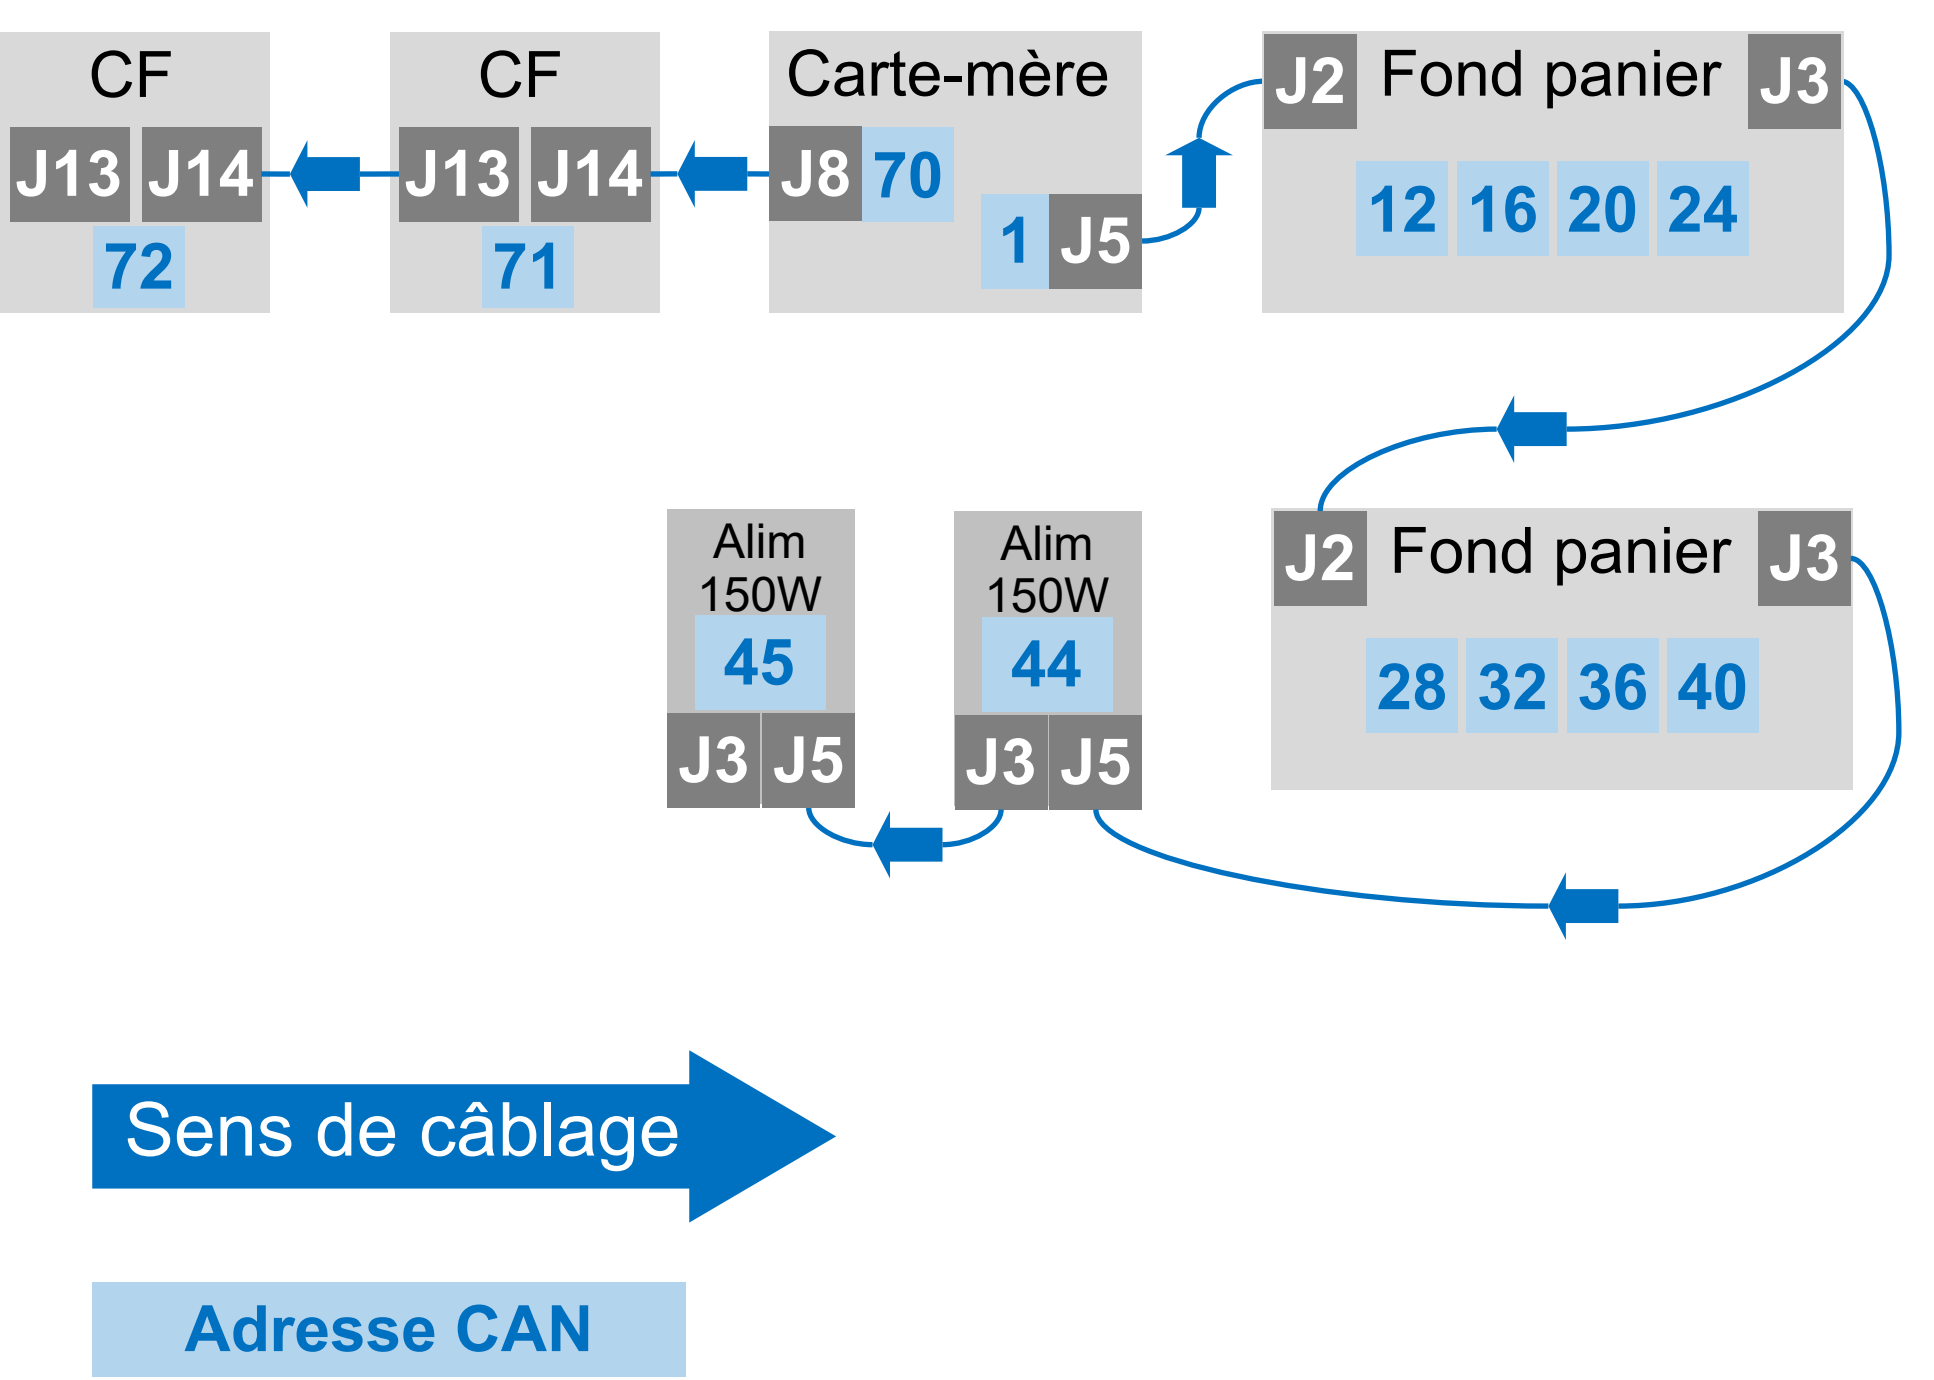 CF
J13 J14
72
CF
J13 J14
71
Carte-mère
J8 70
1 J5
J2 Fond panier J3
12 16 20 24
Alim
150W
45
J3 J5
Alim
150W
44
J3 J5
J2 Fond panier J3
28 32 36 40
Sens de câblage
Adresse CAN